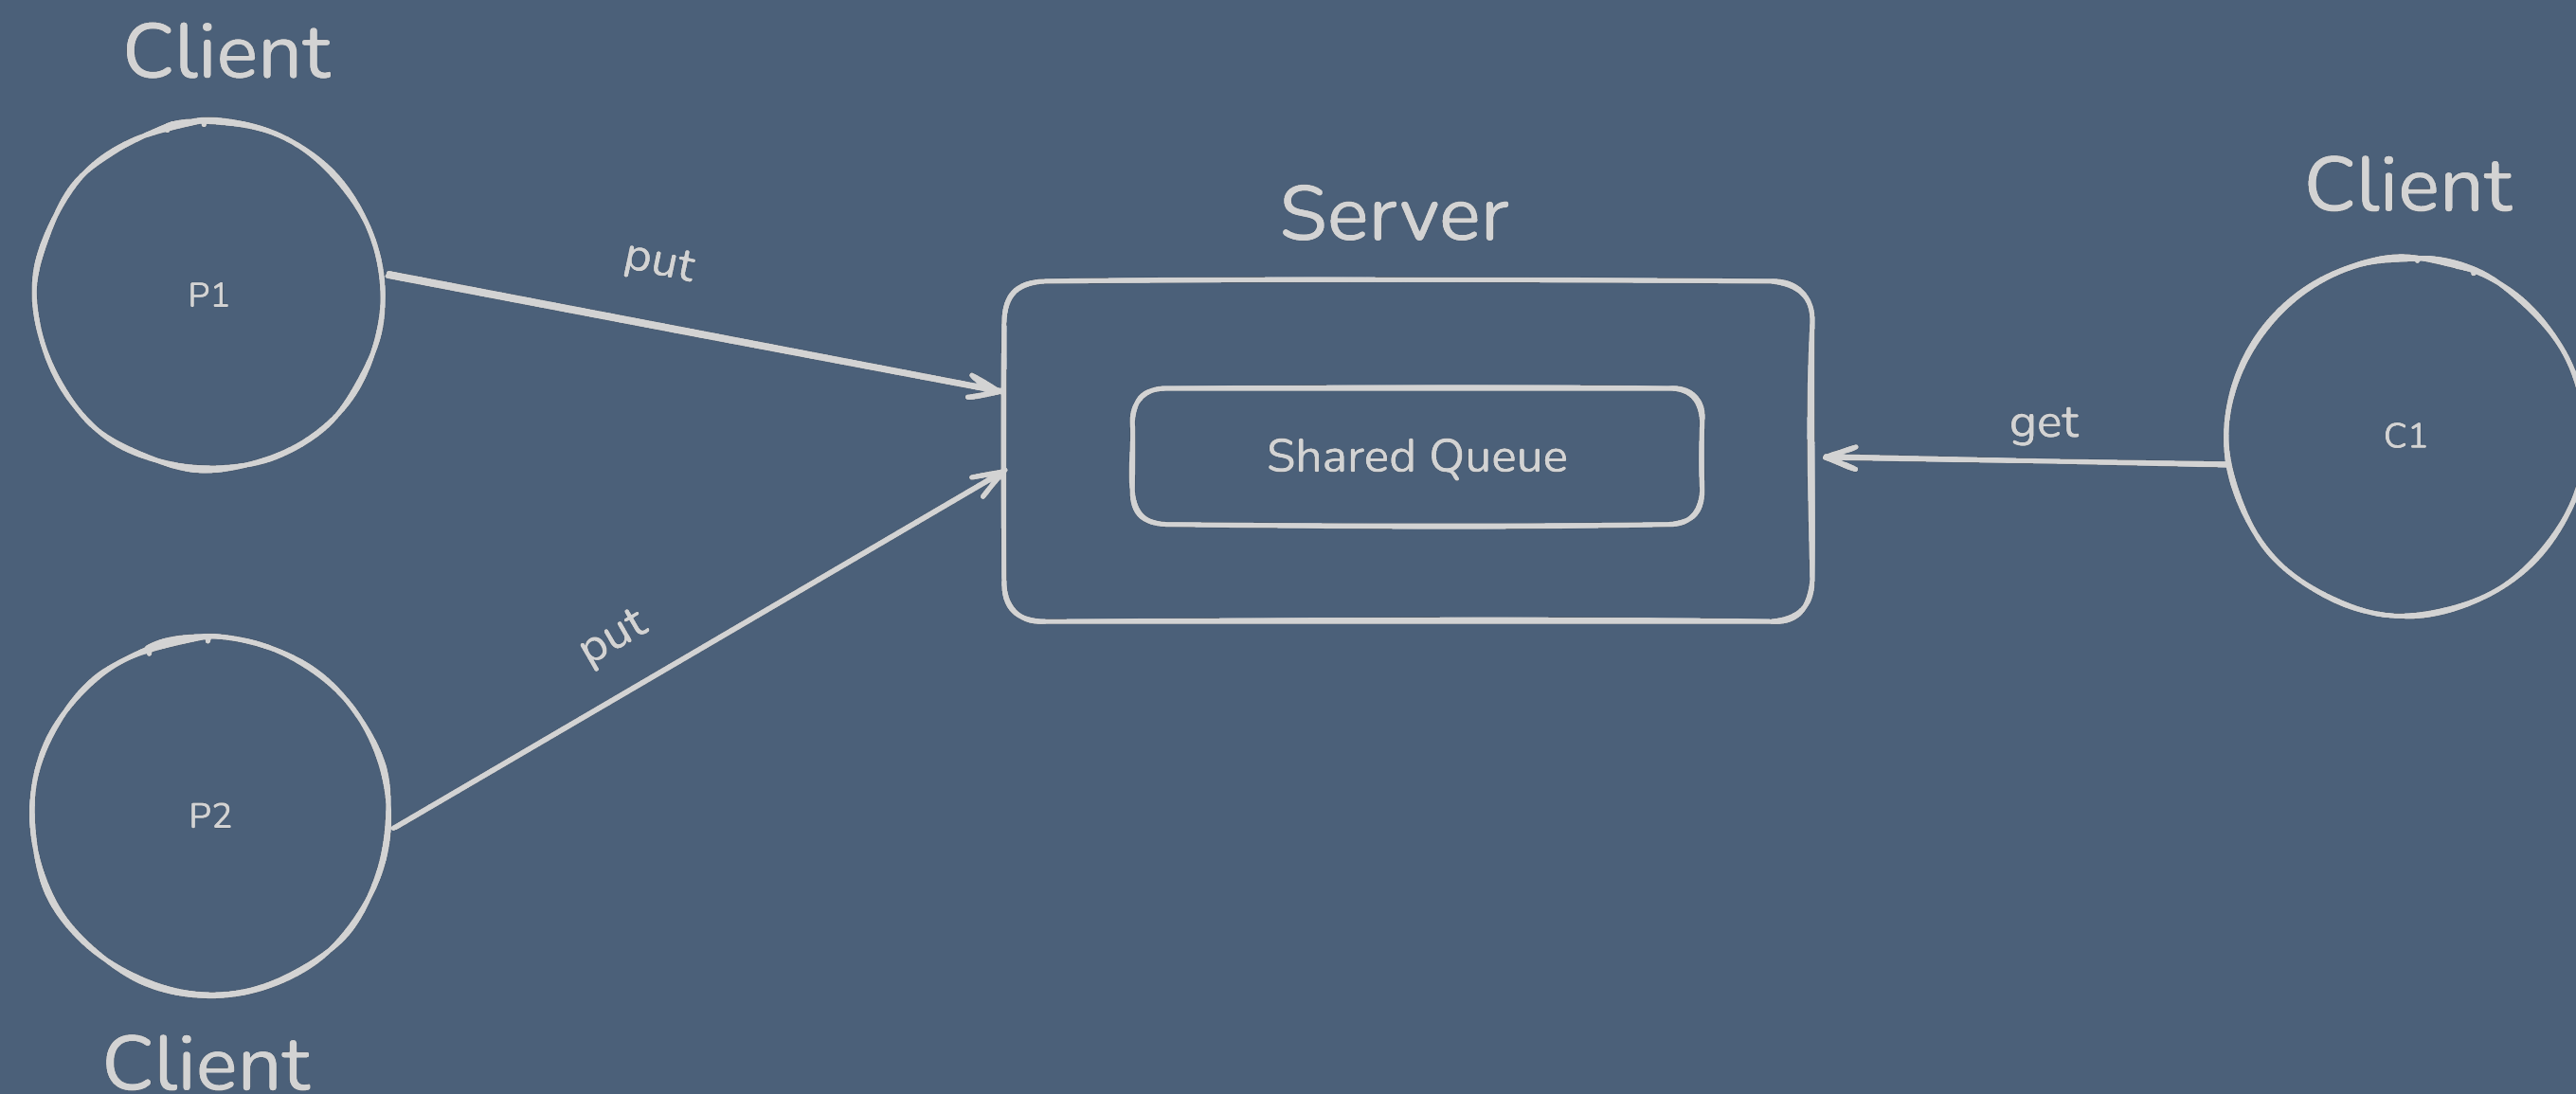 Client
P1
put
Server
Shared Queue
Client
get
C1
put
P2
Client